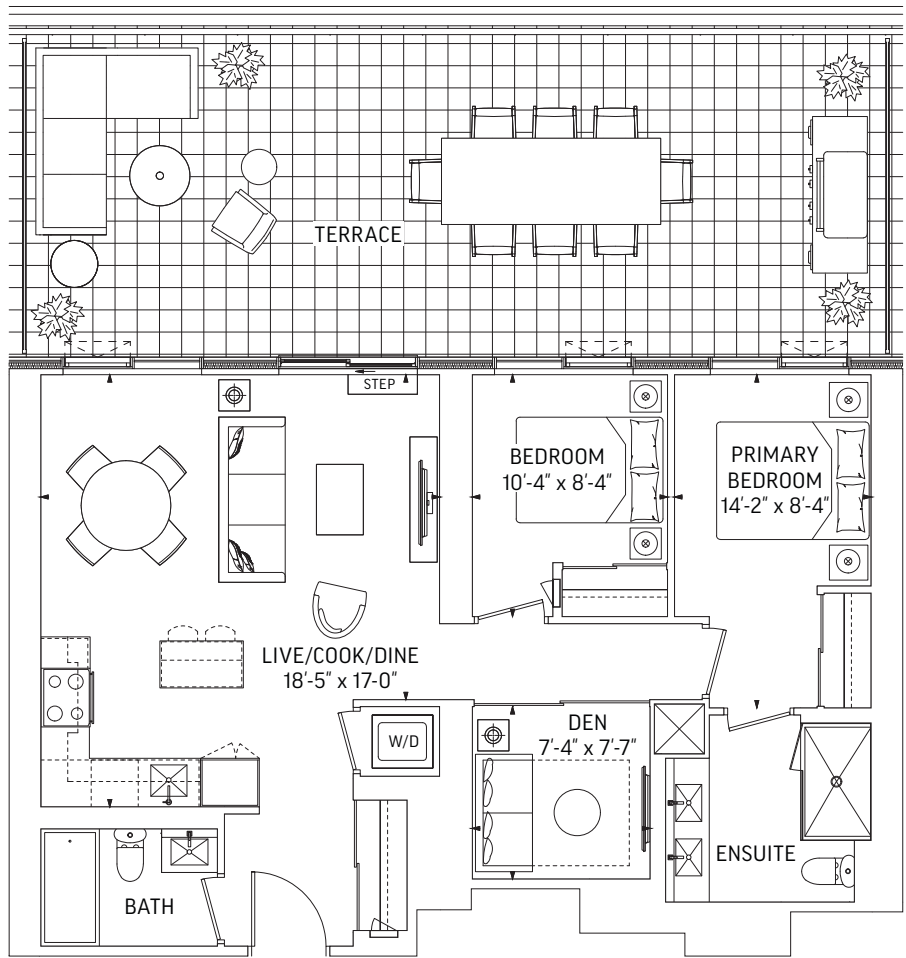 TERRACE
STEP
BEDROOM
10'-4" x 8'-4"
PRIMARY
BEDROOM
14'-2" x 8'-4"
LIVE/COOK/DINE
18'-5" x 17-0"
W/D
DEN
7'-4" x 7'-7"
ENSUITE
BATH